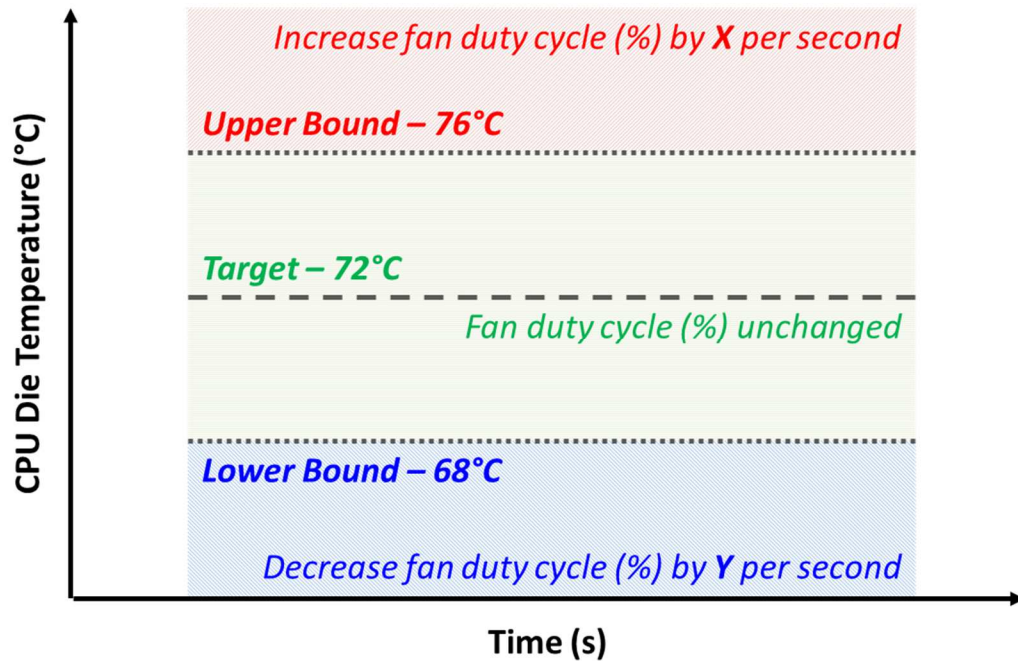 Increase fan duty cycle (%) by X per second
Upper Bound – 76°C
Target – 72°C
Fan duty cycle (%) unchanged
Lower Bound – 68°C
Decrease fan duty cycle (%) by Y per second
CPU Die Temperature (°C)
Time (s)